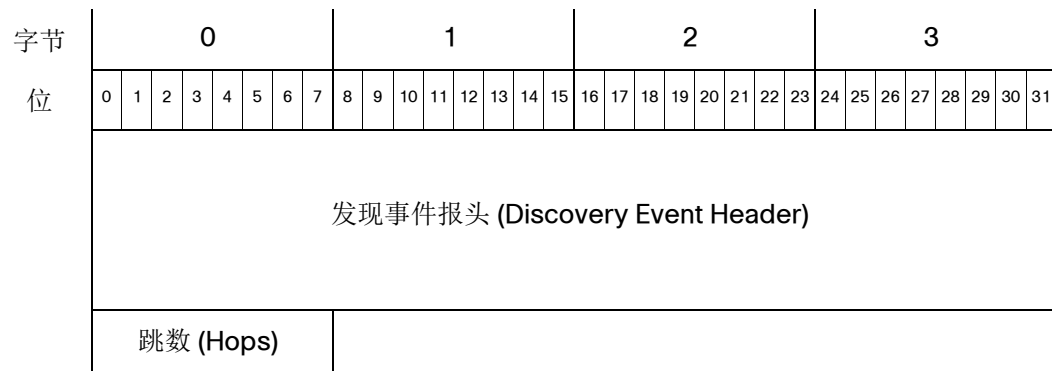 字节 0 1 2 3
位 0 1 2 3 4 5 6 7 8 9 10 11 12 13 14 15 16 17 18 19 20 21 22 23 24 25 26 27 28 29 30 31
发现事件报头 (Discovery Event Header)
跳数 (Hops)